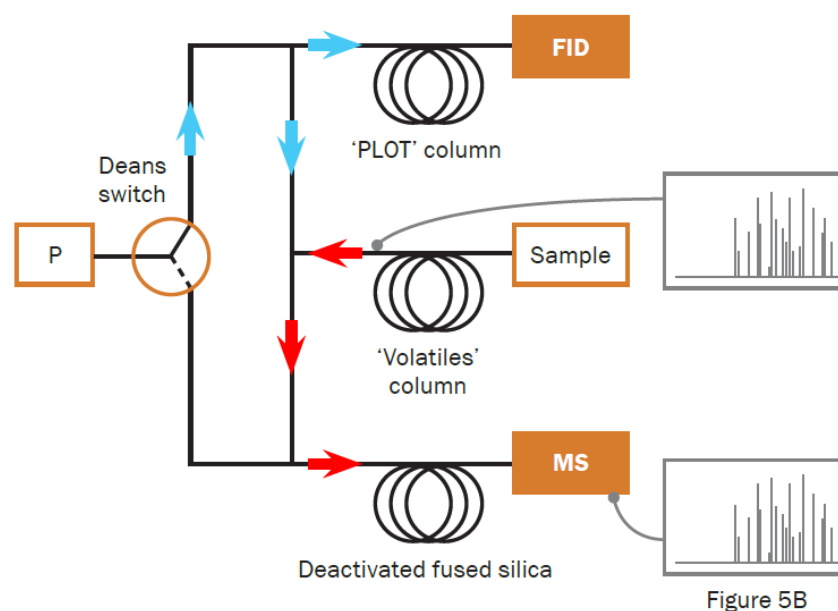 FID
'PLOT' column
Deans
switch
P
Sample
'Volatiles'
column
MS
Deactivated fused silica
Figure 5B